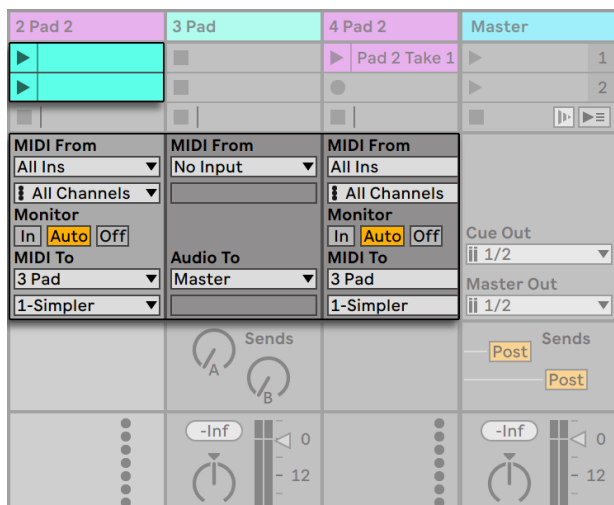 2 Pad 2
3 Pad
4 Pad 2
Master
Pad 2 Take 1
1
2
MIDI From
All Ins
All Channels
Monitor
In Auto Off
MIDI To
3 Pad
1-Simpler
MIDI From
No Input
Audio To
Master
MIDI From
All Ins
All Channels
Monitor
In Auto Off
MIDI To
3 Pad
1-Simpler
Cue Out
1/2
Master Out
1/2
Sends
A
B
Sends
Post
Post
-Inf
0
12
-Inf
0
12